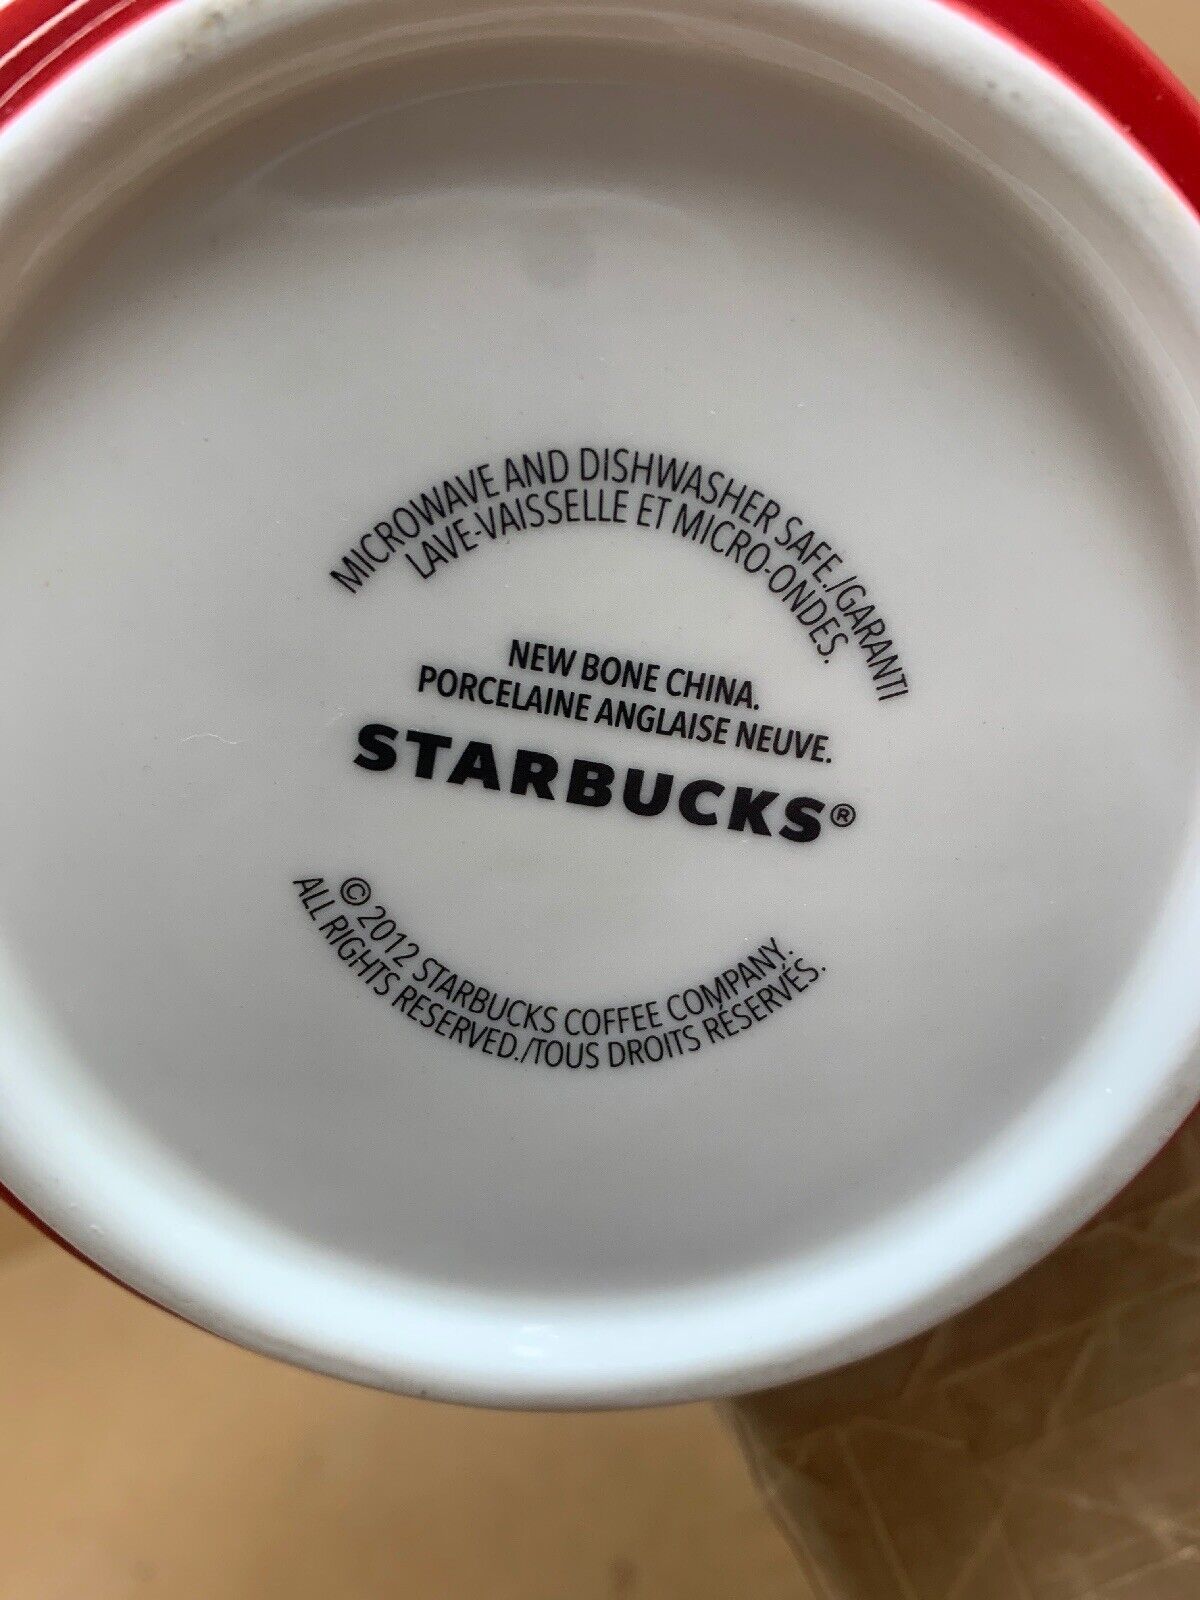 MICROWAVE AND DISHWASHER SAFE./GARANTI
LAVE-VAISSELLE ET MICRO-ONDES.
NEW BONE CHINA.
PORCELAINE ANGLAISE NEUVE.
STARBUCKS®
© 2012 STARBUCKS COFFEE COMPANY.
ALL RIGHTS RESERVED./TOUS DROITS RÉSERVÉS.